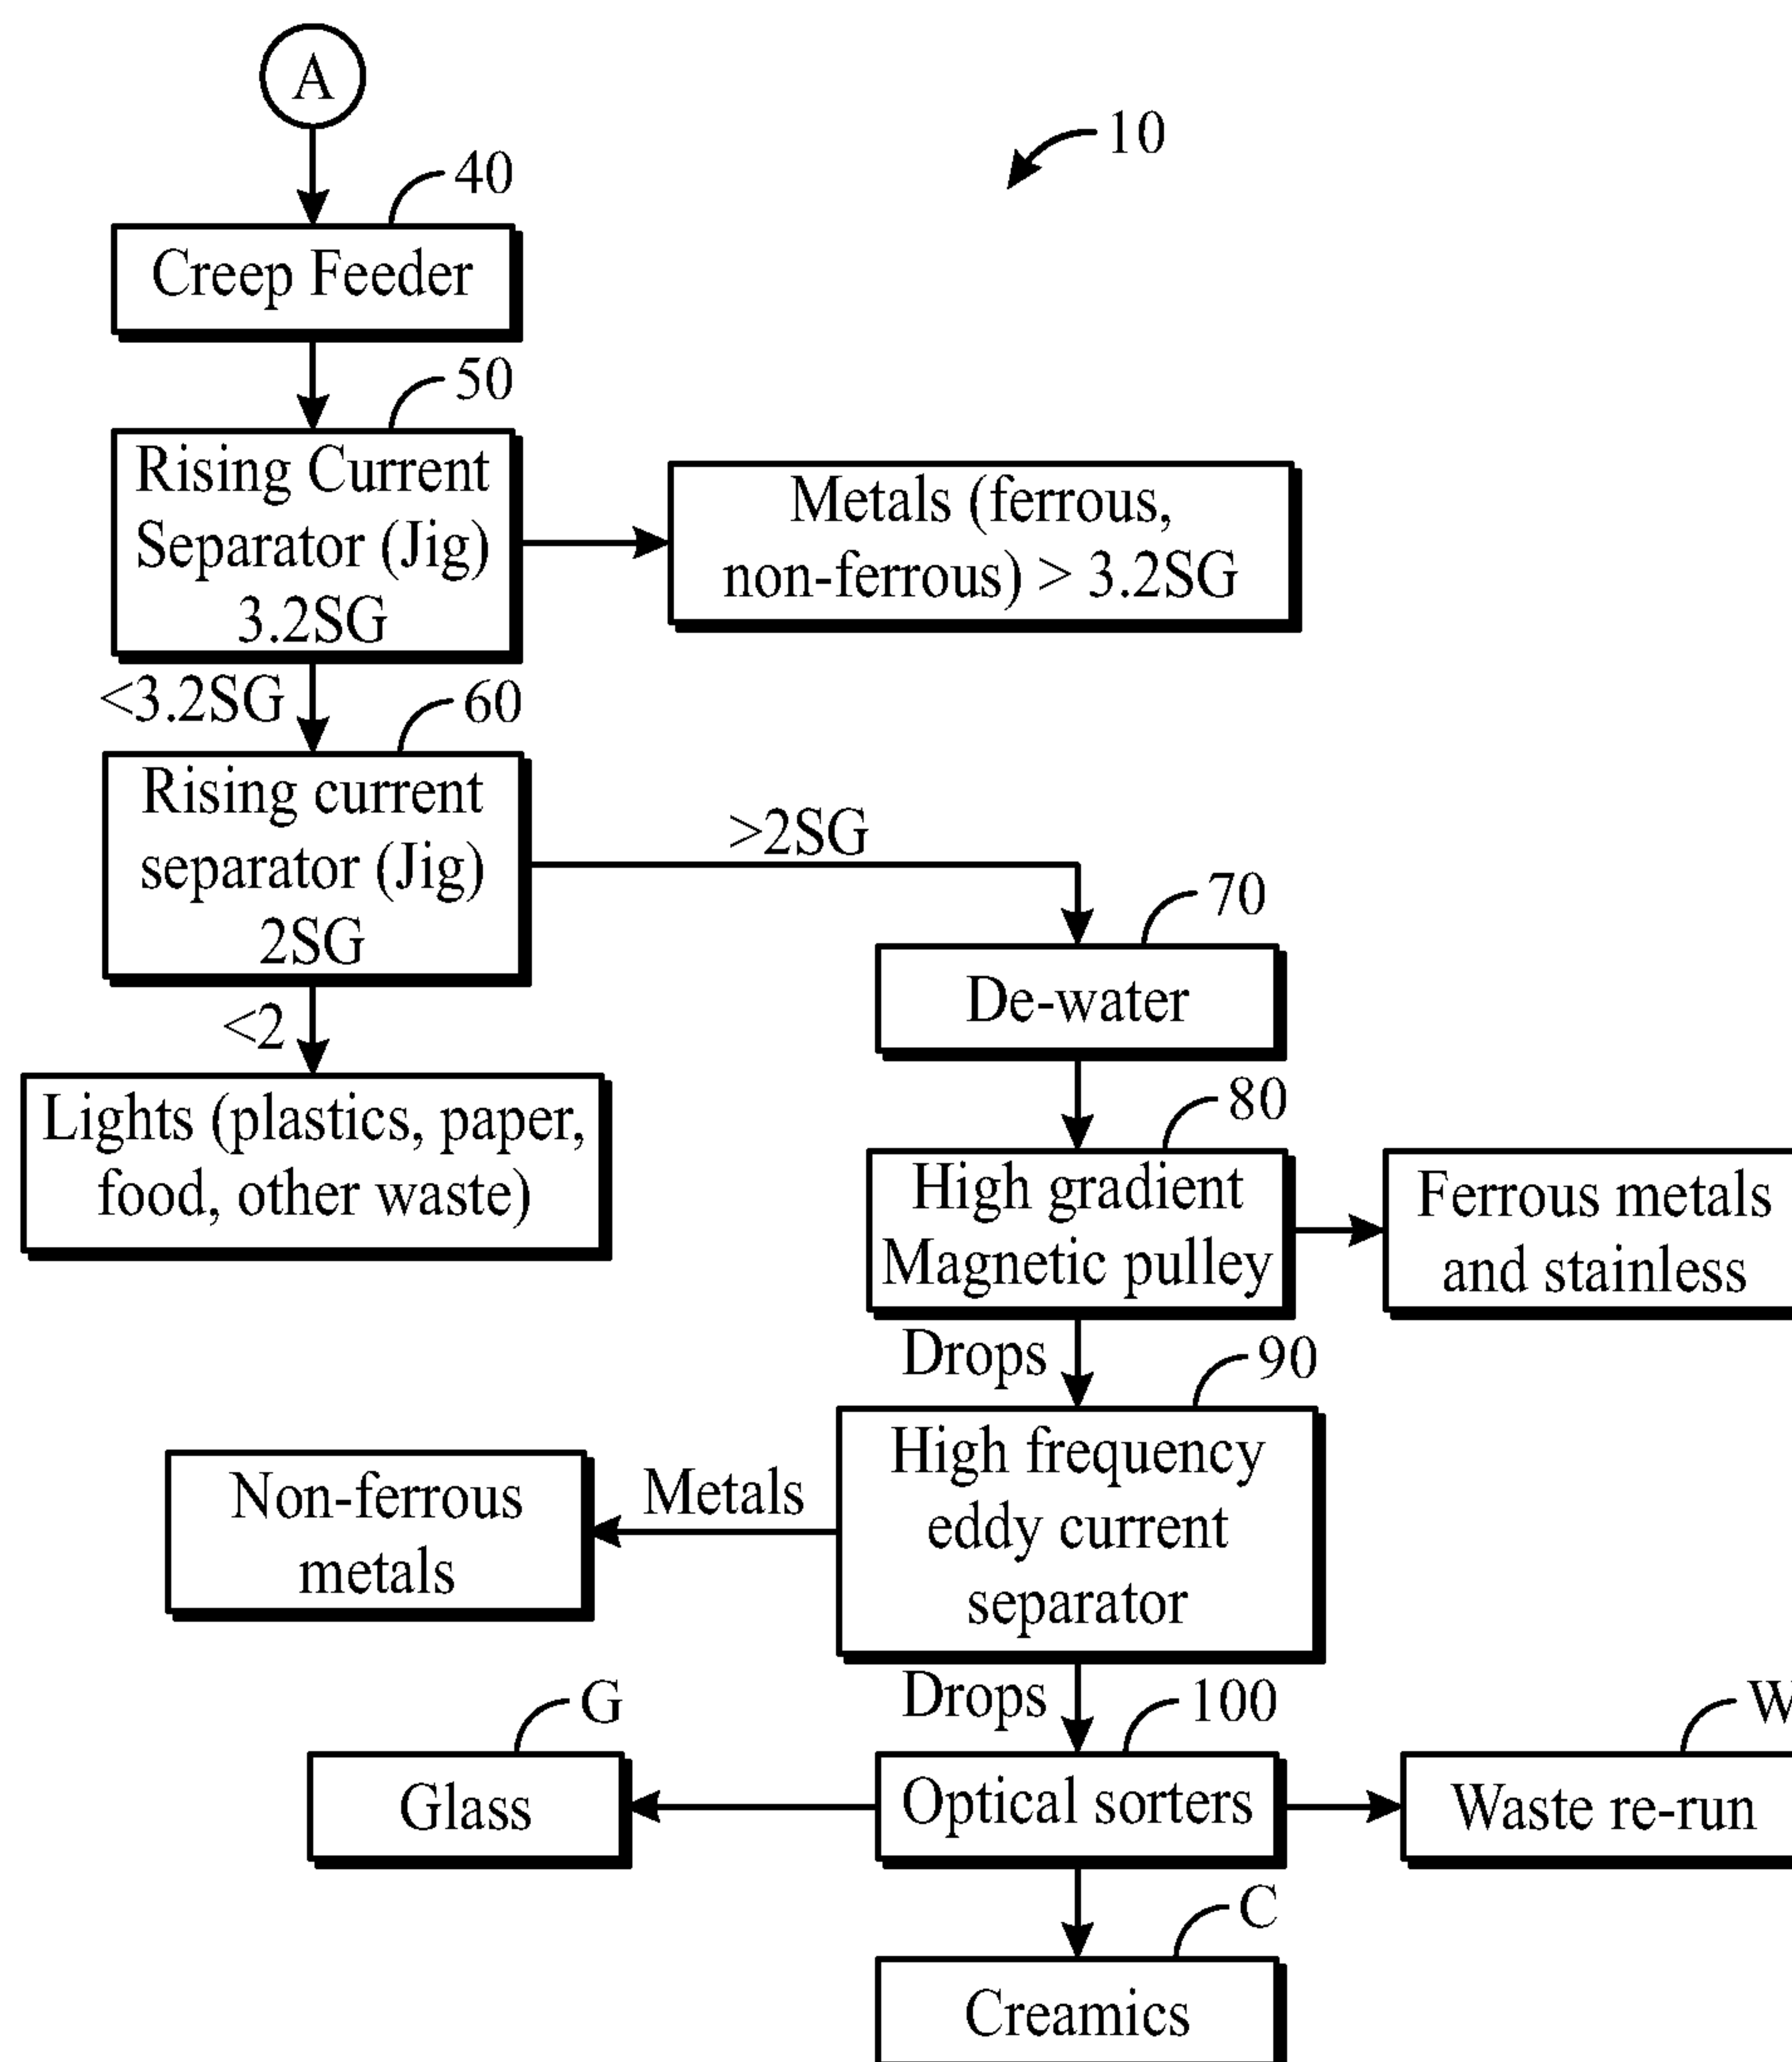 A
10
40
Creep Feeder
50
Rising Current
Separator (Jig)
3.2SG
Metals (ferrous,
non-ferrous) > 3.2SG
<3.2SG
60
Rising current
separator (Jig)
2SG
>2SG
70
De-water
<2
Lights (plastics, paper,
food, other waste)
80
High gradient
Magnetic pulley
Ferrous metals
and stainless
Drops
90
High frequency
eddy current
separator
Metals
Non-ferrous
metals
Drops
100
G
W
Glass
Optical sorters
Waste re-run
C
Creamics